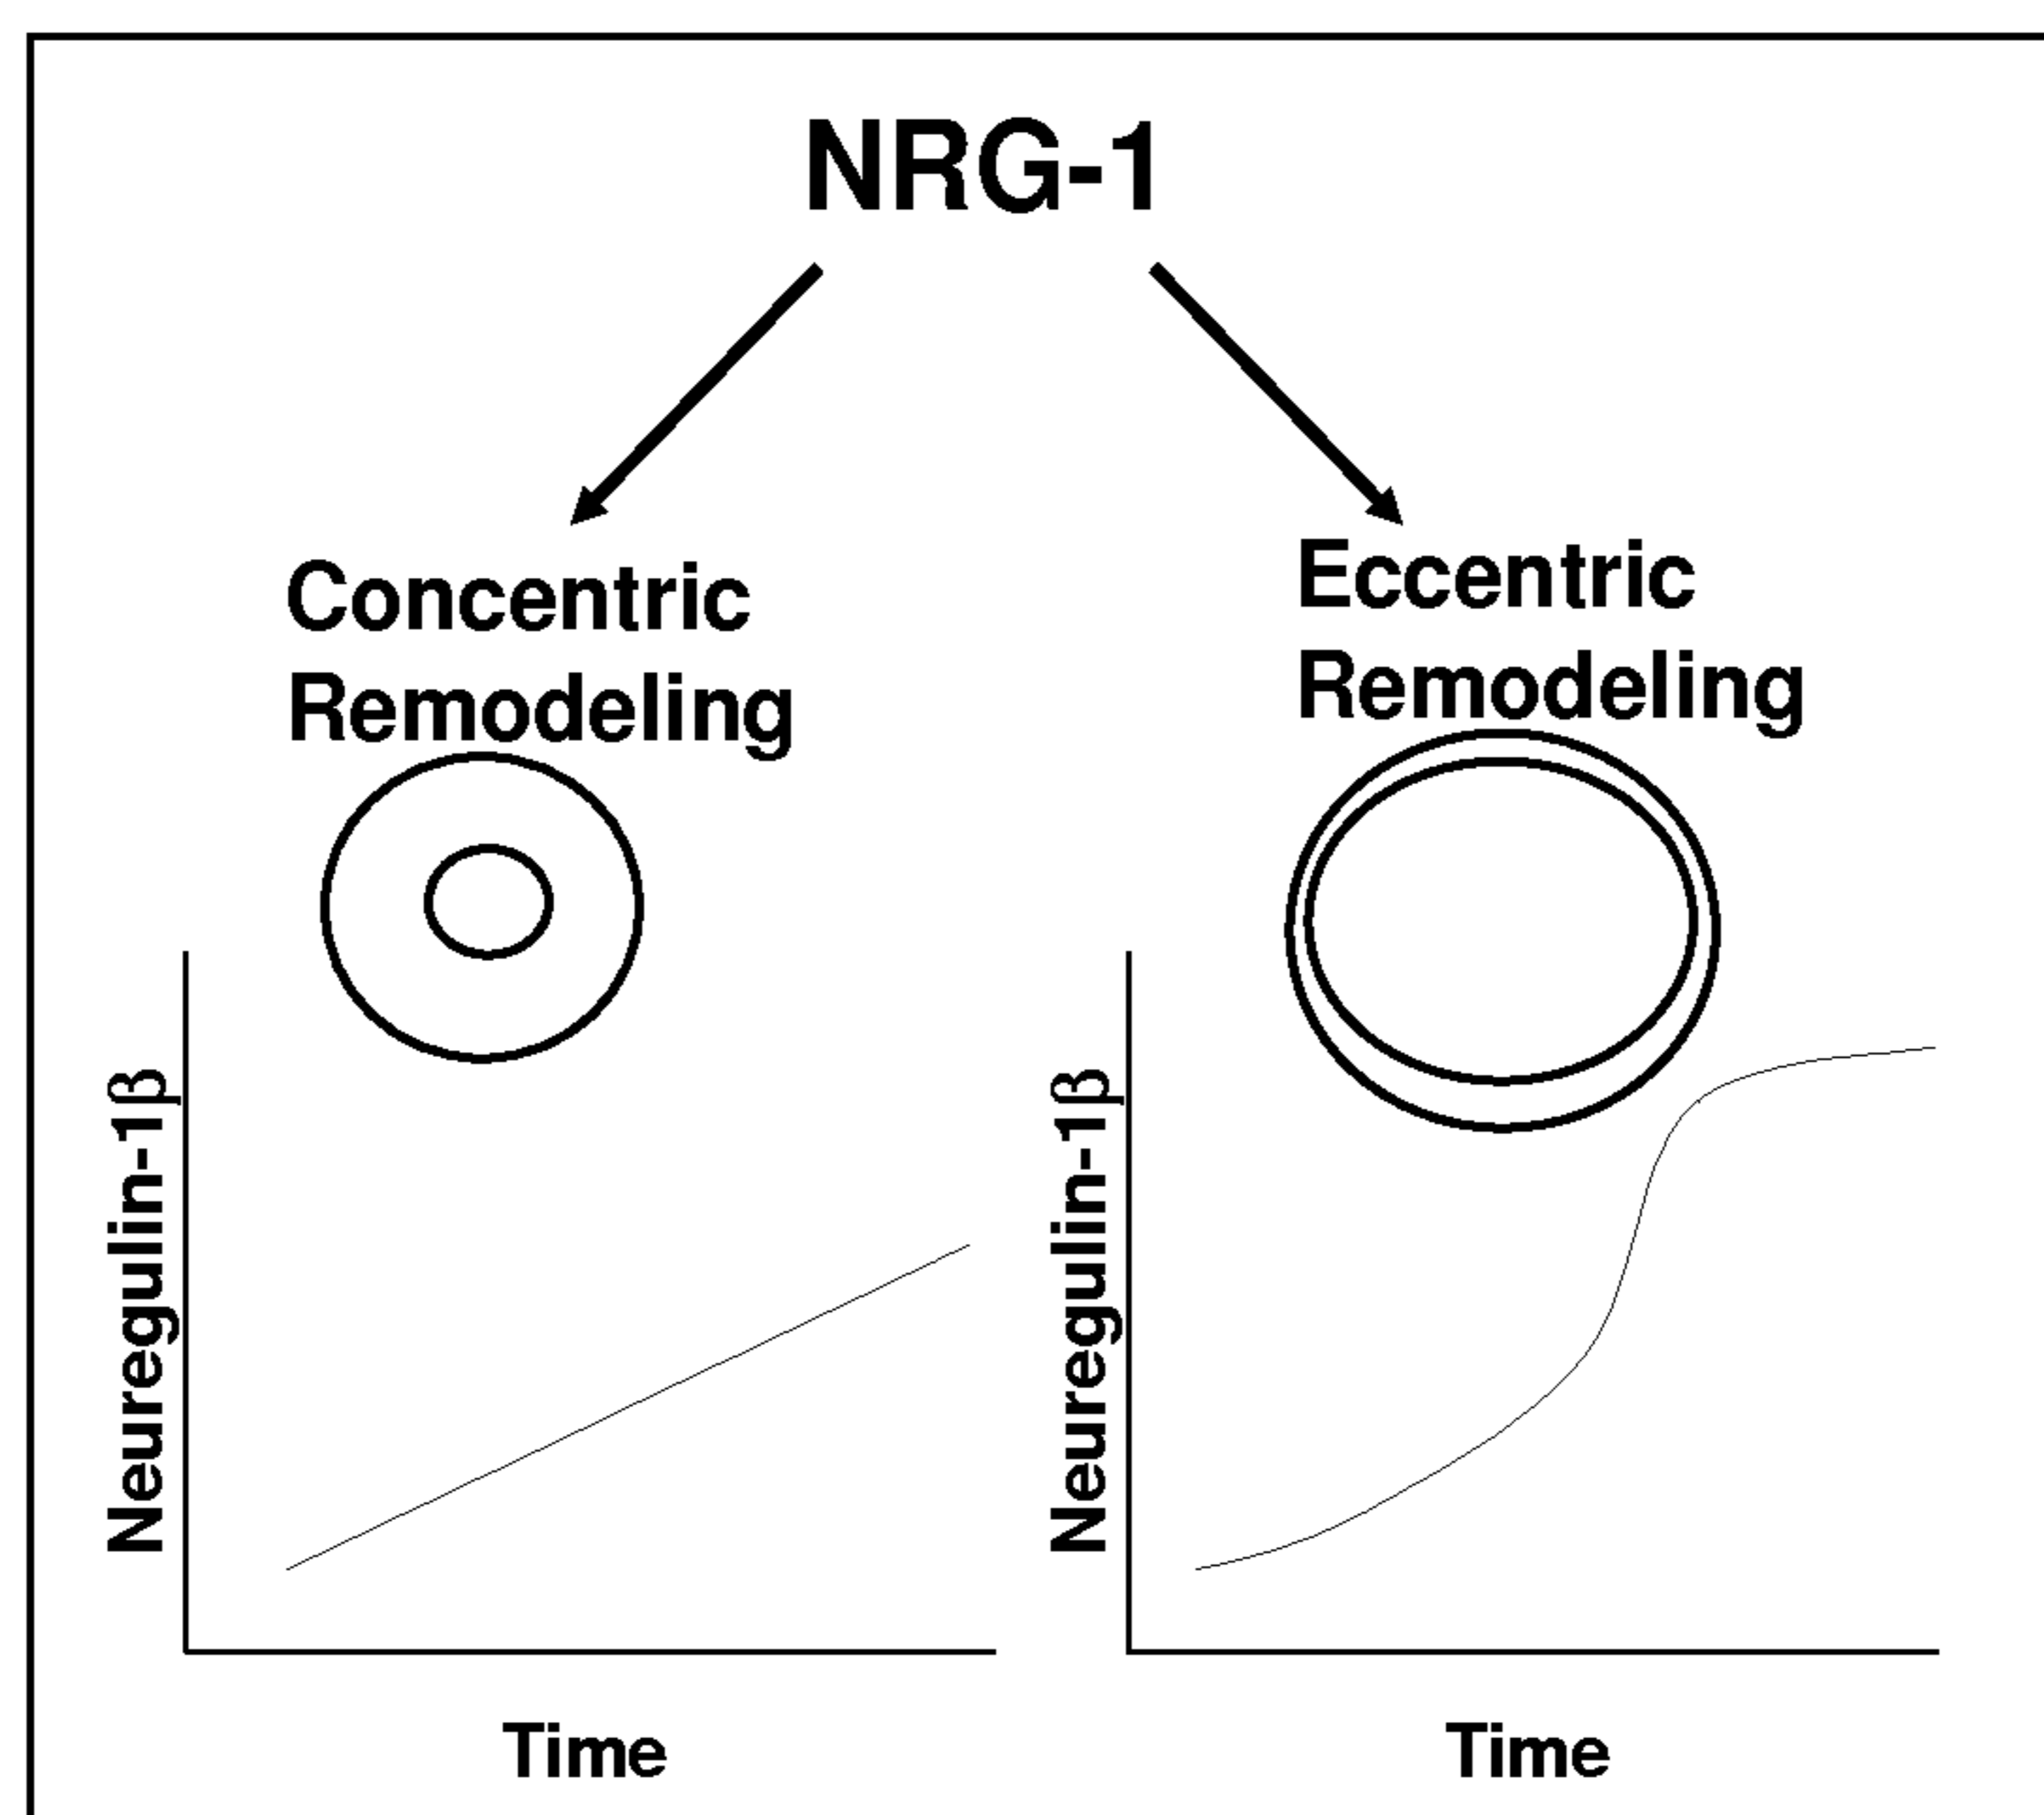 NRG-1
Concentric
Remodeling
Eccentric
Remodeling
Neuregulin-1β
Neuregulin-1β
Time
Time